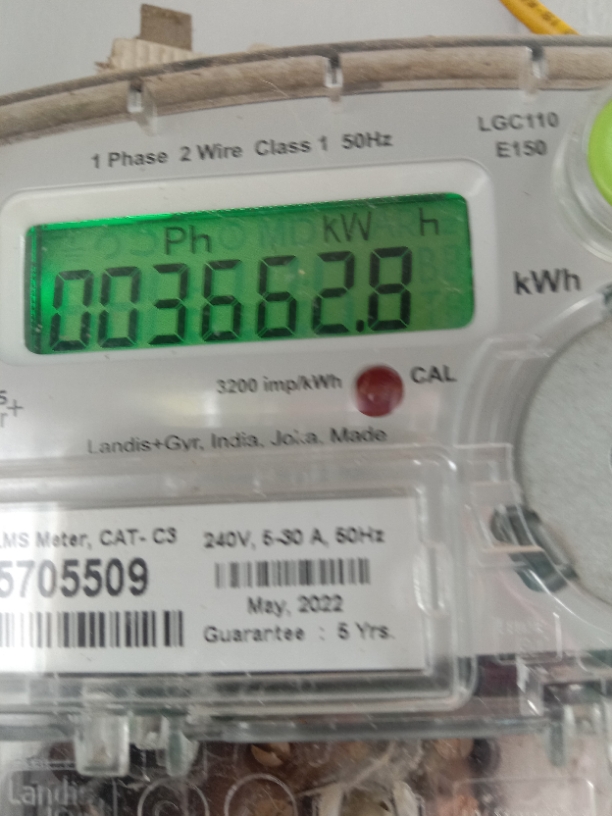 LGC110
1 Phase 2 Wire Class 1 50Hz
E150
Ph kW h
003662.8
kWh
3200 imp/kWh CAL
Landis+Gyr, India, Joka, Made
LMS Meter, CAT- C3 240V, 5-30 A, 50Hz
5705509
May, 2022
Guarantee : 5 Yrs.
Landi